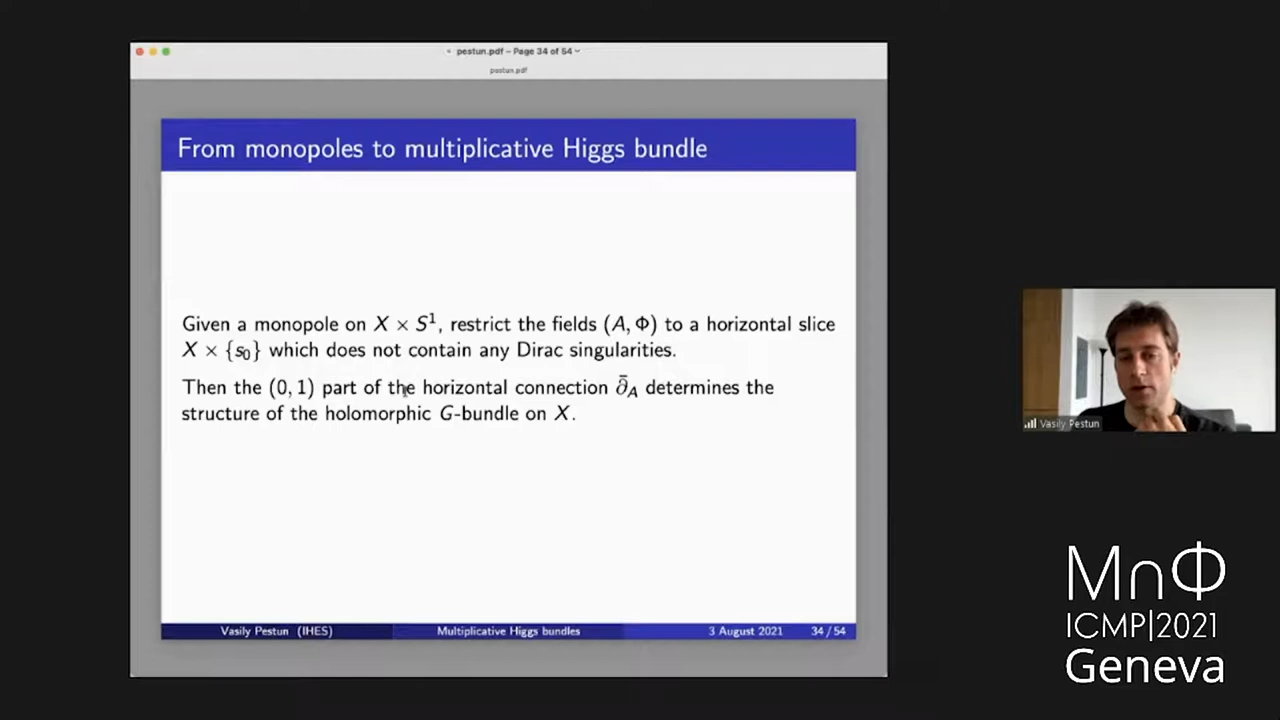 pestun.pdf – Page 34 of 54
pestun.pdf
From monopoles to multiplicative Higgs bundle
Given a monopole on X × S¹, restrict the fields (A, Φ) to a horizontal slice
X × {s₀} which does not contain any Dirac singularities.
Then the (0, 1) part of the horizontal connection ∂̄_A determines the
structure of the holomorphic G-bundle on X.
Vasily Pestun (IHES) Multiplicative Higgs bundles 3 August 2021 34 / 54
Vasily Pestun
M∩Φ
ICMP|2021
Geneva